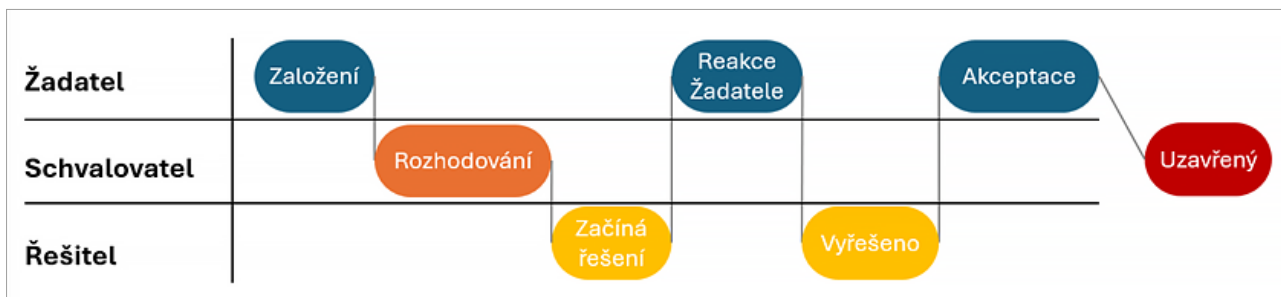 Žadatel
Založení
Reakce
Žadatele
Akceptace
Schvalovatel
Rozhodování
Uzavřený
Řešitel
Začíná
řešení
Vyřešeno